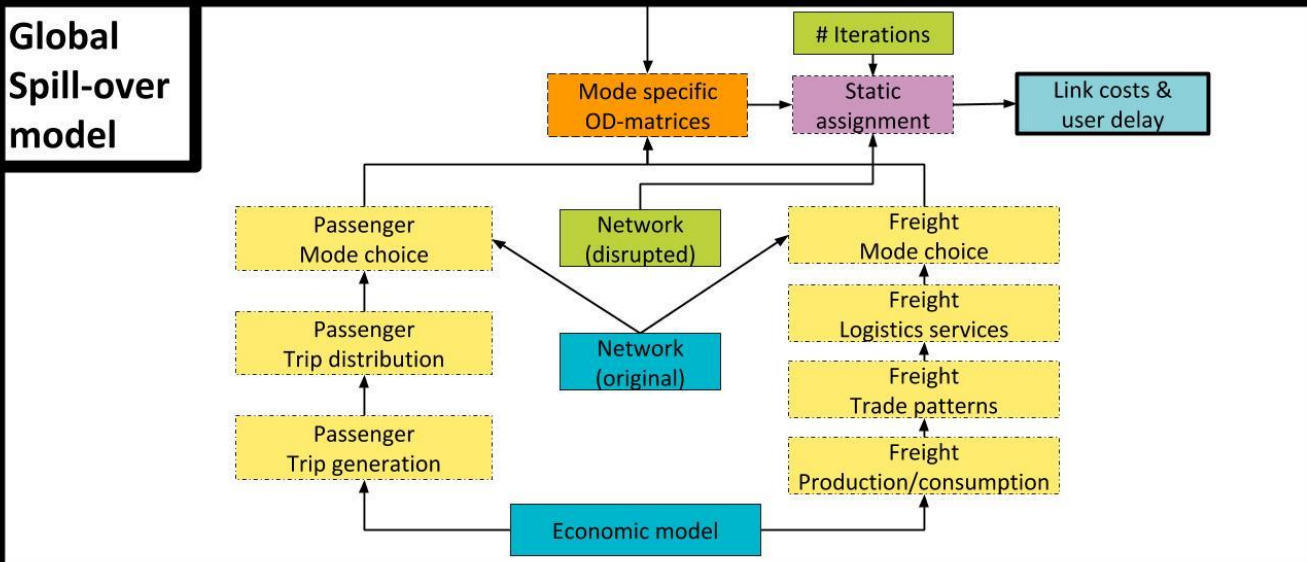 Global
Spill-over
model
# Iterations
Mode specific
OD-matrices
Static
assignment
Link costs &
user delay
Passenger
Mode choice
Network
(disrupted)
Freight
Mode choice
Passenger
Trip distribution
Network
(original)
Freight
Logistics services
Freight
Trade patterns
Passenger
Trip generation
Freight
Production/consumption
Economic model